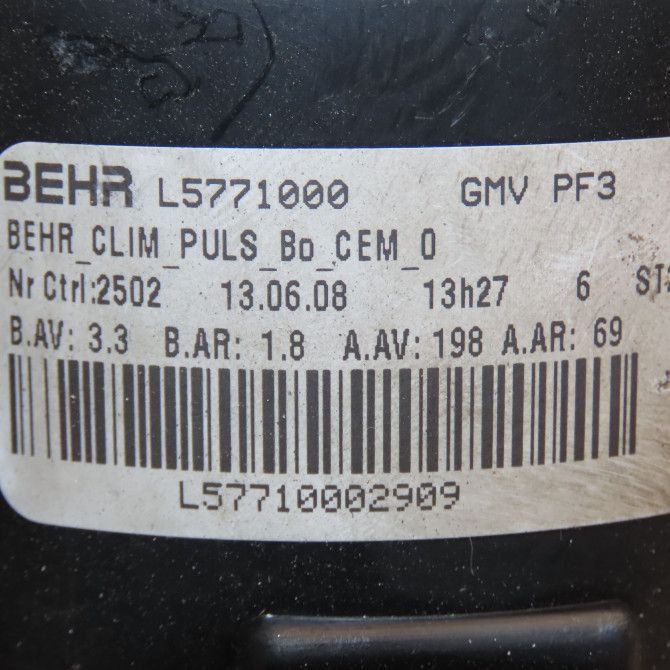 BEHR L5771000 GMV PF3
BEHR_CLIM_PULS_Bo_CEM_O
Nr Ctrl:2502 13.06.08 13h27 6
B.AV: 3.3 B.AR: 1.8 A.AV: 198 A.AR: 69
L57710002909